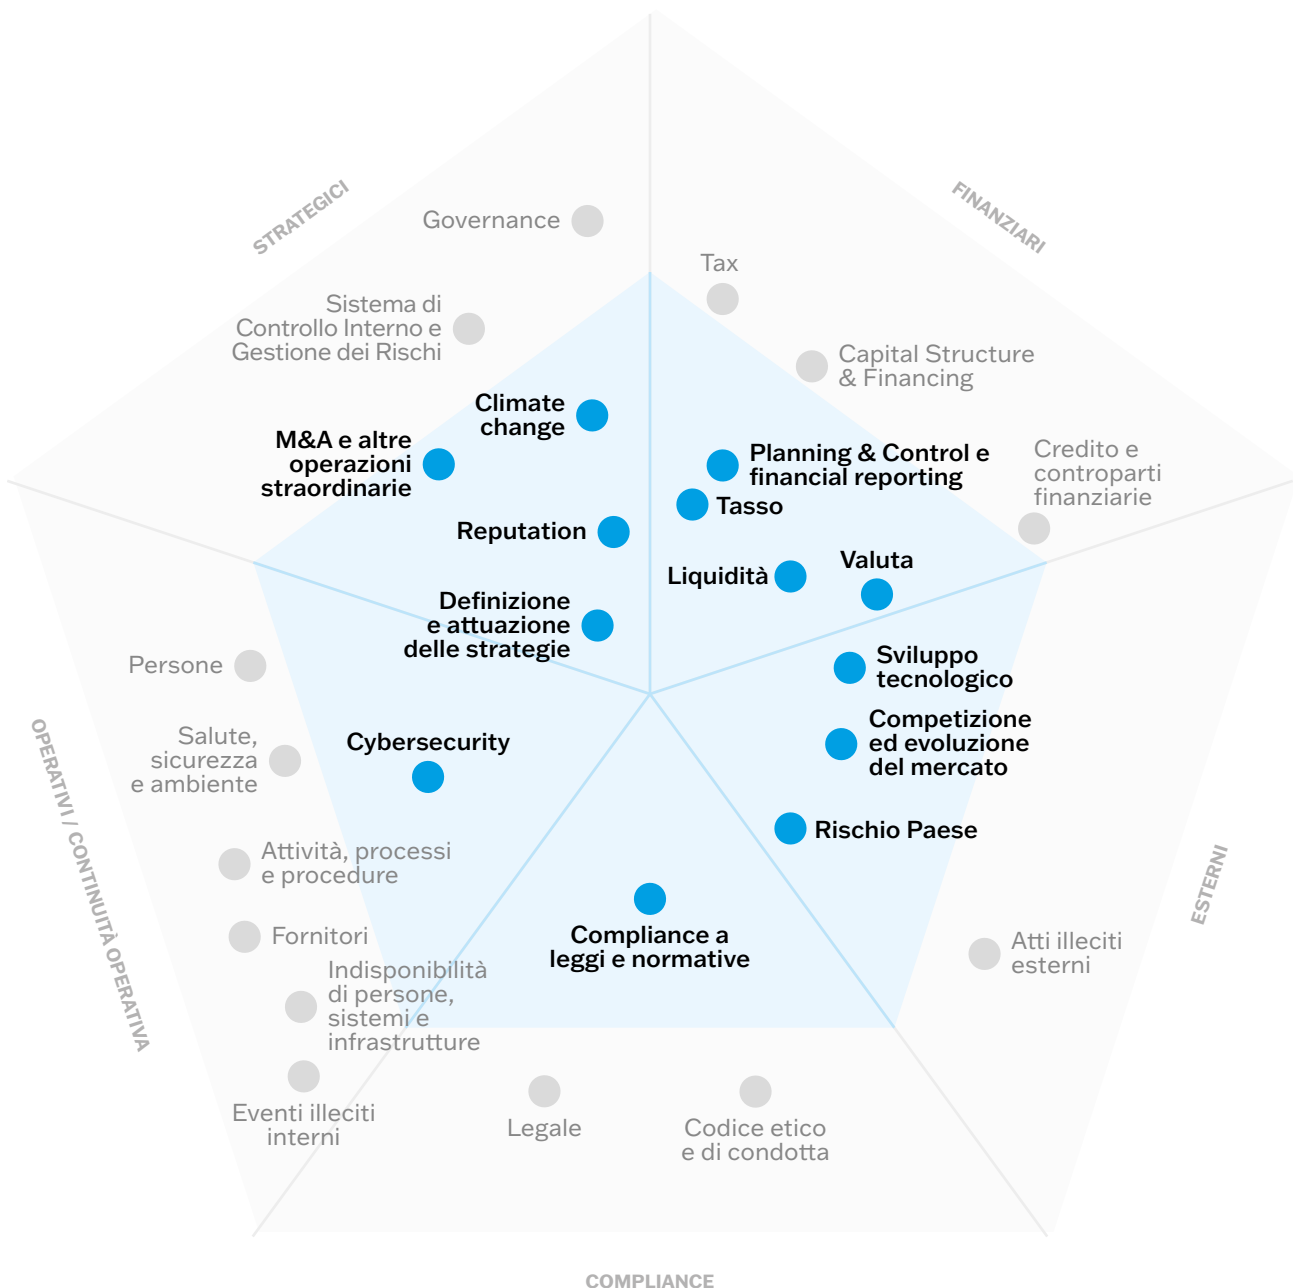 STRATEGICI
FINANZIARI
Governance
Tax
Sistema di
Controllo Interno e
Gestione dei Rischi
Capital Structure
& Financing
Climate
change
M&A e altre
operazioni
straordinarie
Planning & Control e
financial reporting
Credito e
controparti
finanziarie
Tasso
Reputation
Liquidità
Valuta
Definizione
e attuazione
delle strategie
Persone
Sviluppo
tecnologico
Salute,
sicurezza
e ambiente
Cybersecurity
Competizione
ed evoluzione
del mercato
OPERATIVI / CONTINUITÀ OPERATIVA
Rischio Paese
Attività, processi
e procedure
ESTERNI
Fornitori
Compliance a
leggi e normative
Atti illeciti
esterni
Indisponibilità
di persone,
sistemi e
infrastrutture
Eventi illeciti
interni
Legale
Codice etico
e di condotta
COMPLIANCE